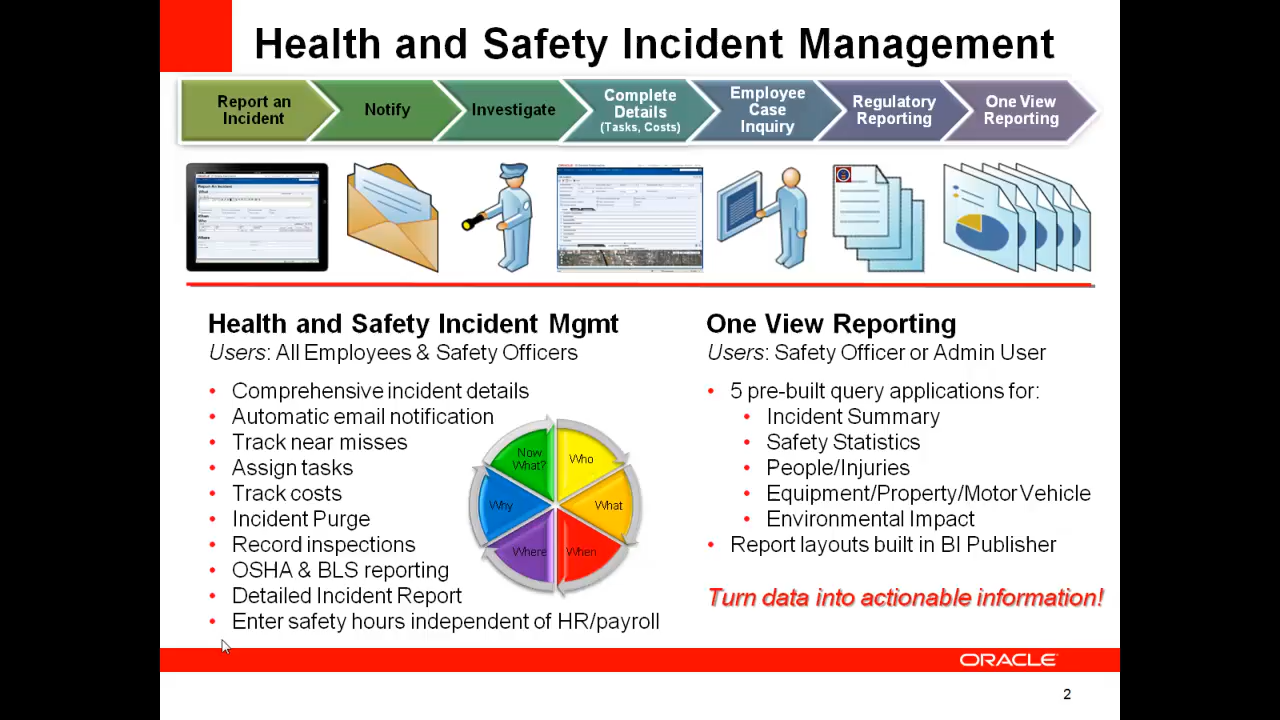 Health and Safety Incident Management
Report an
Incident
Notify
Investigate
Complete
Details
(Tasks, Costs)
Employee
Case
Inquiry
Regulatory
Reporting
One View
Reporting
Health and Safety Incident Mgmt
Users: All Employees & Safety Officers
• Comprehensive incident details
• Automatic email notification
• Track near misses
• Assign tasks
• Track costs
• Incident Purge
• Record inspections
• OSHA & BLS reporting
• Detailed Incident Report
• Enter safety hours independent of HR/payroll
Now
What?
Who
Why
What
Where
When
One View Reporting
Users: Safety Officer or Admin User
• 5 pre-built query applications for:
• Incident Summary
• Safety Statistics
• People/Injuries
• Equipment/Property/Motor Vehicle
• Environmental Impact
• Report layouts built in BI Publisher
Turn data into actionable information!
ORACLE
2